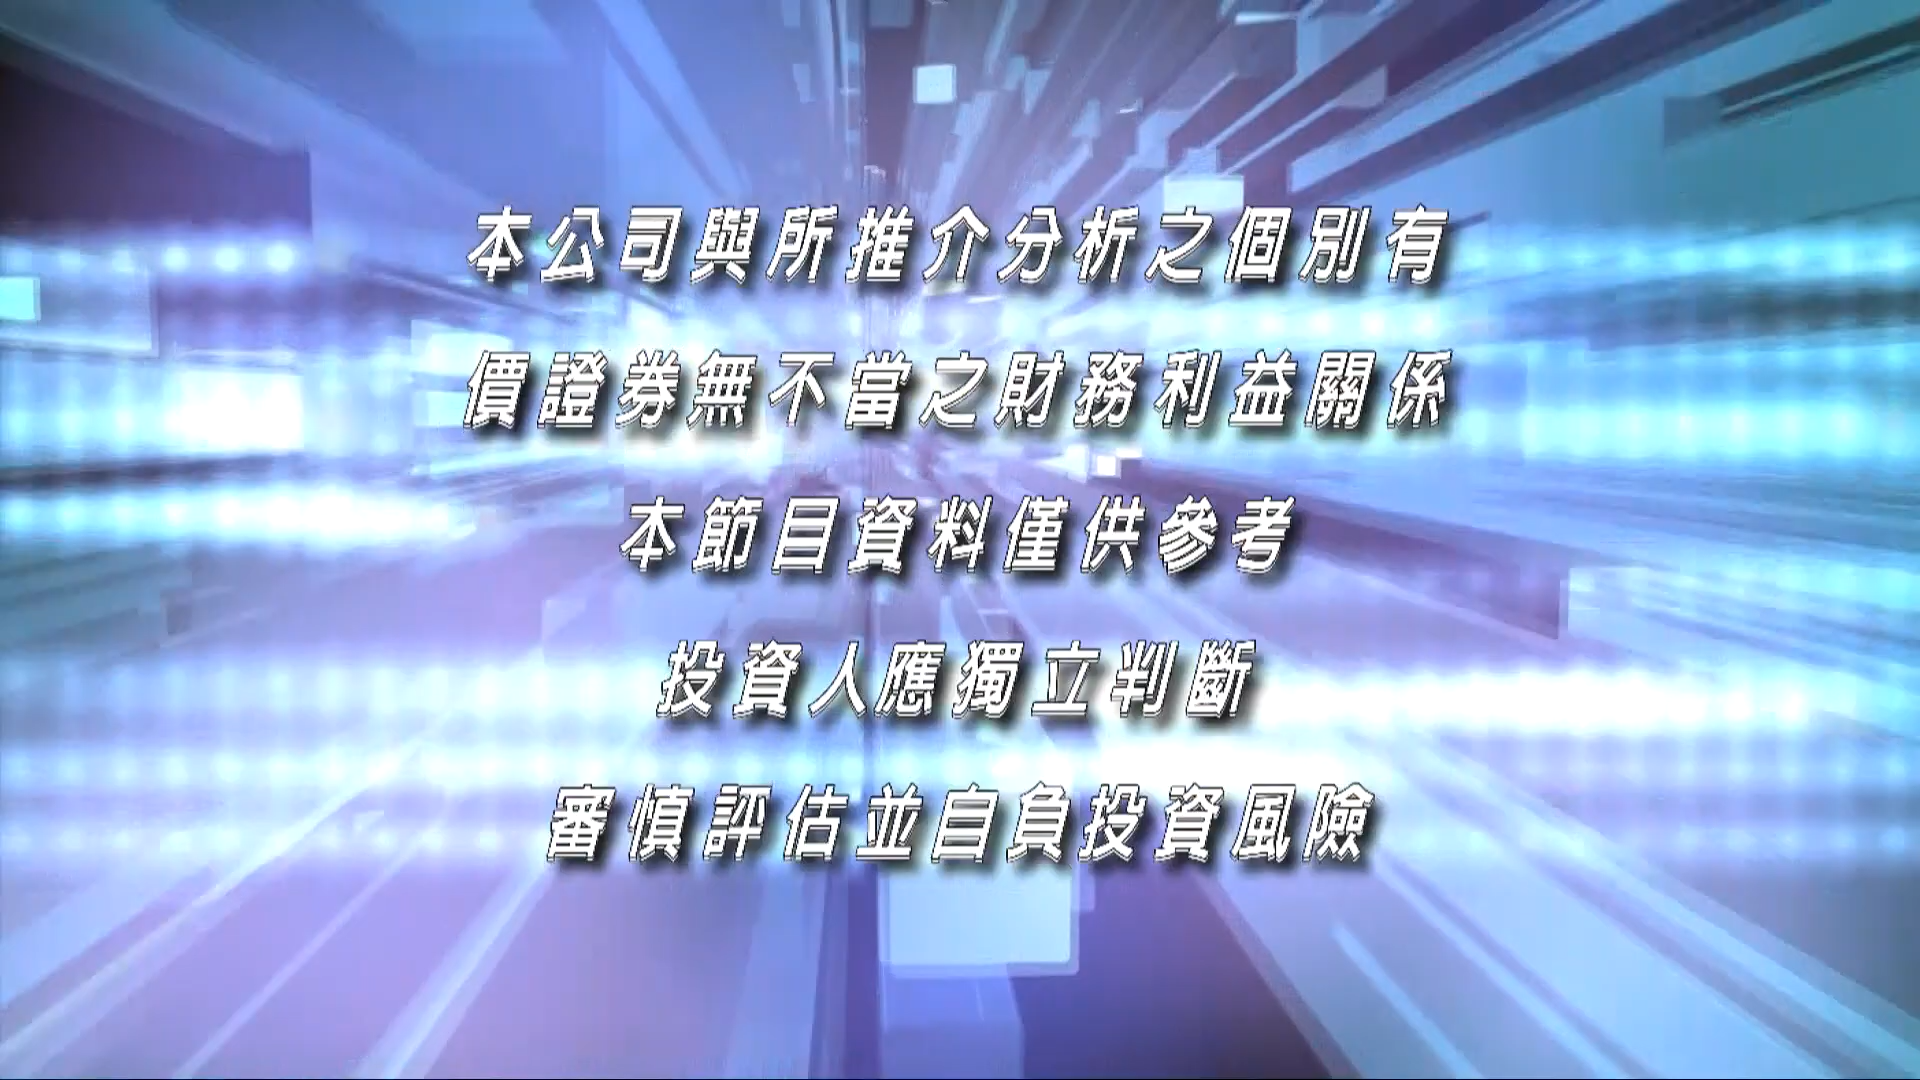 本公司與所推介分析之個別有
價證券無不當之財務利益關係
本節目資料僅供參考
投資人應獨立判斷
審慎評估並自負投資風險